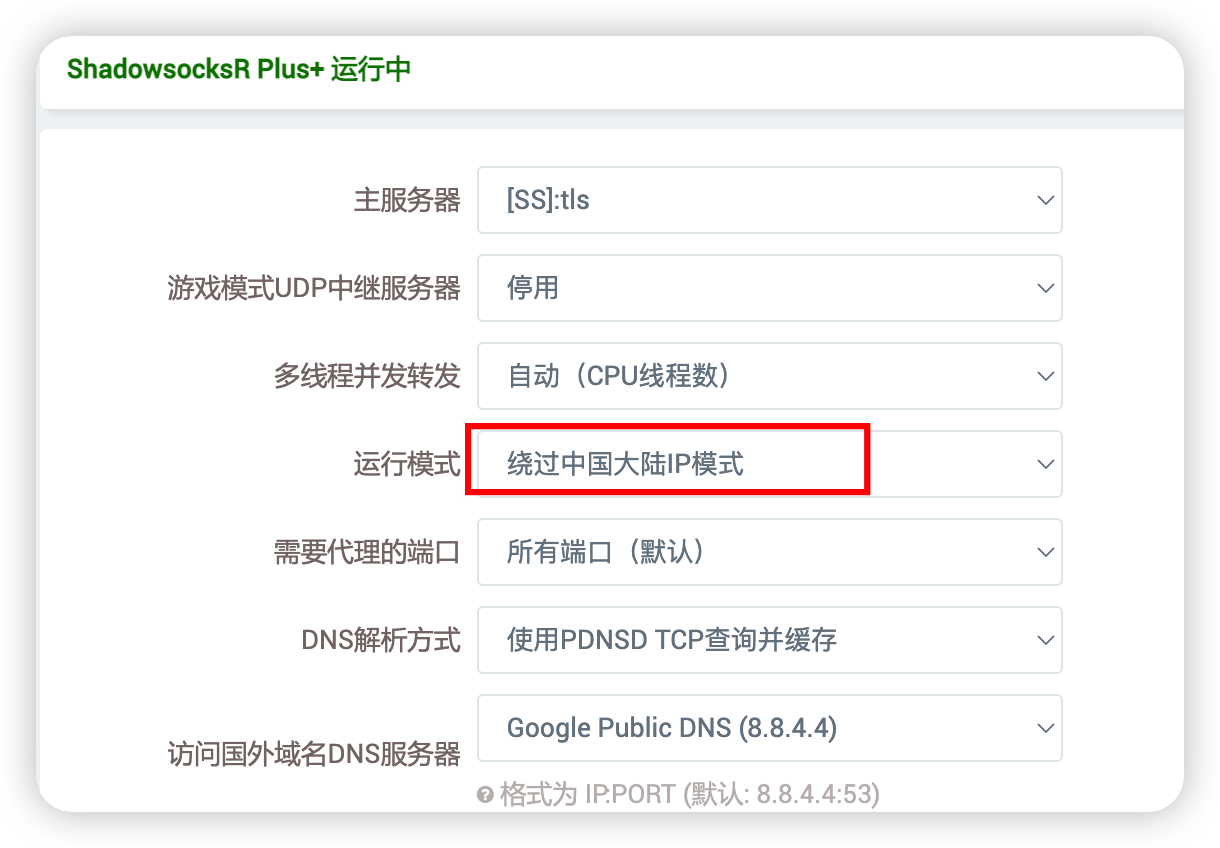 ShadowsocksR Plus+ 运行中
主服务器 [SS]:tls
游戏模式UDP中继服务器 停用
多线程并发转发 自动（CPU线程数）
运行模式 绕过中国大陆IP模式
需要代理的端口 所有端口（默认）
DNS解析方式 使用PDNSD TCP查询并缓存
访问国外域名DNS服务器 Google Public DNS (8.8.4.4)
格式为 IP:PORT (默认: 8.8.4.4:53)